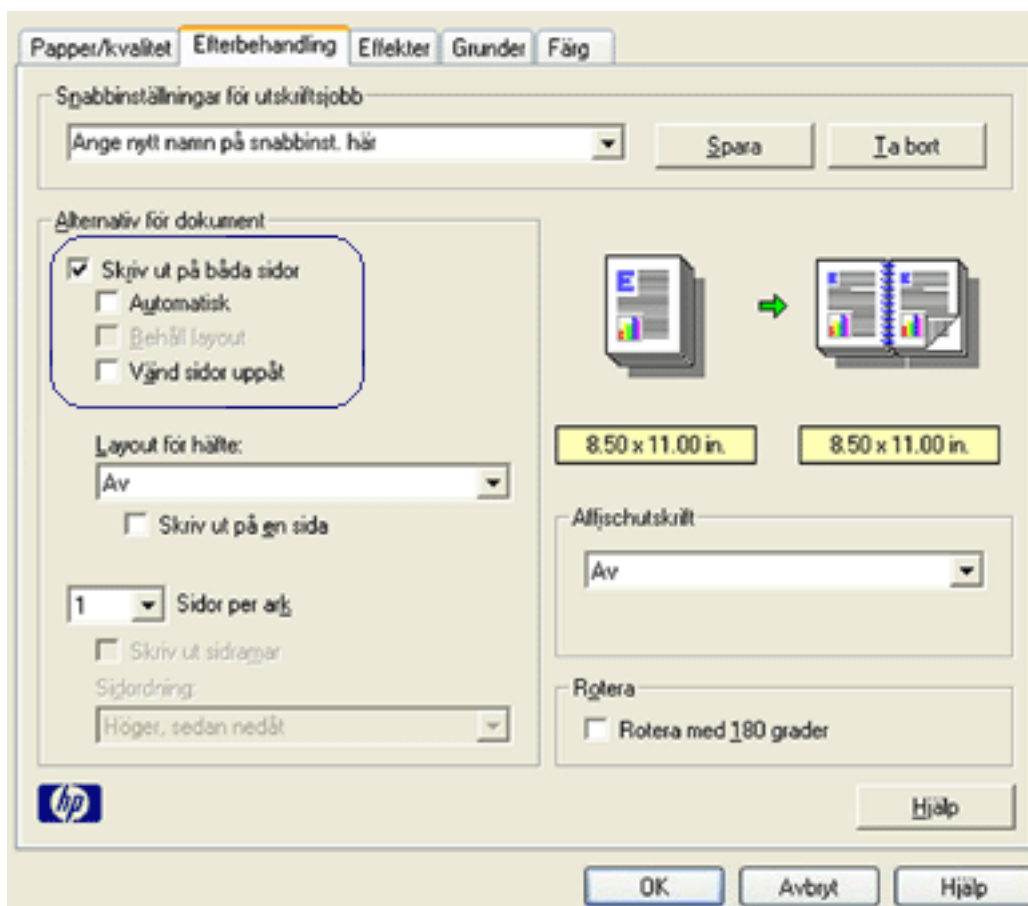 Papper/kvalitet Efterbehandling Effekter Grunder Färg
Snabbinställningar för utskriftsjobb
Ange nytt namn på snabbinst. här Spara Ta bort
Alternativ för dokument
Skriv ut på båda sidor
Automatisk
Behåll layout
Vänd sidor uppåt
Layout för häfte:
Av
Skriv ut på en sida
1 Sidor per ark
Skriv ut sidramar
Sidordning:
Höger, sedan nedåt
E
E E
8.50 x 11.00 in. 8.50 x 11.00 in.
Affischutskrift
Av
Rotera
Rotera med 180 grader
hp
Hjälp
OK Avbryt Hjälp